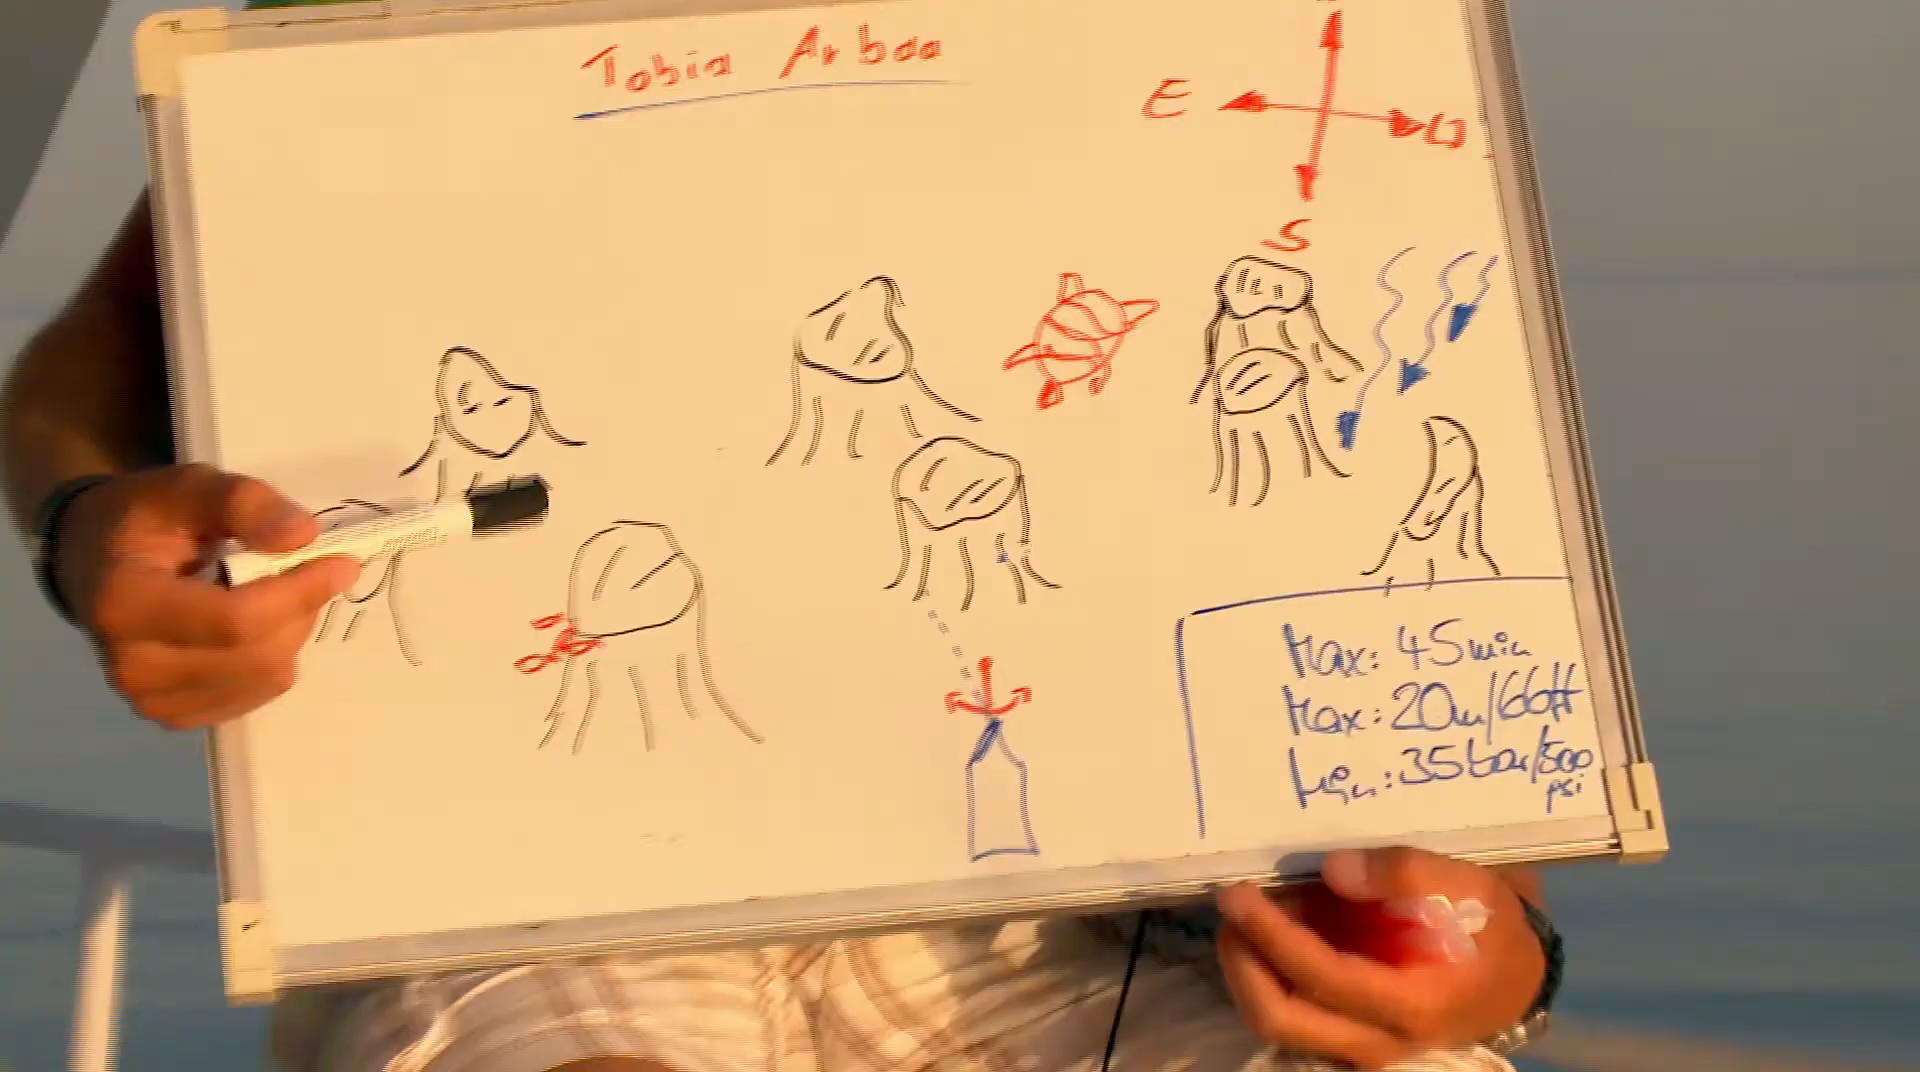 Tobia Arbaa
E
S
Max: 45min
Max: 20m/66ft
Min: 35bar/500
psi